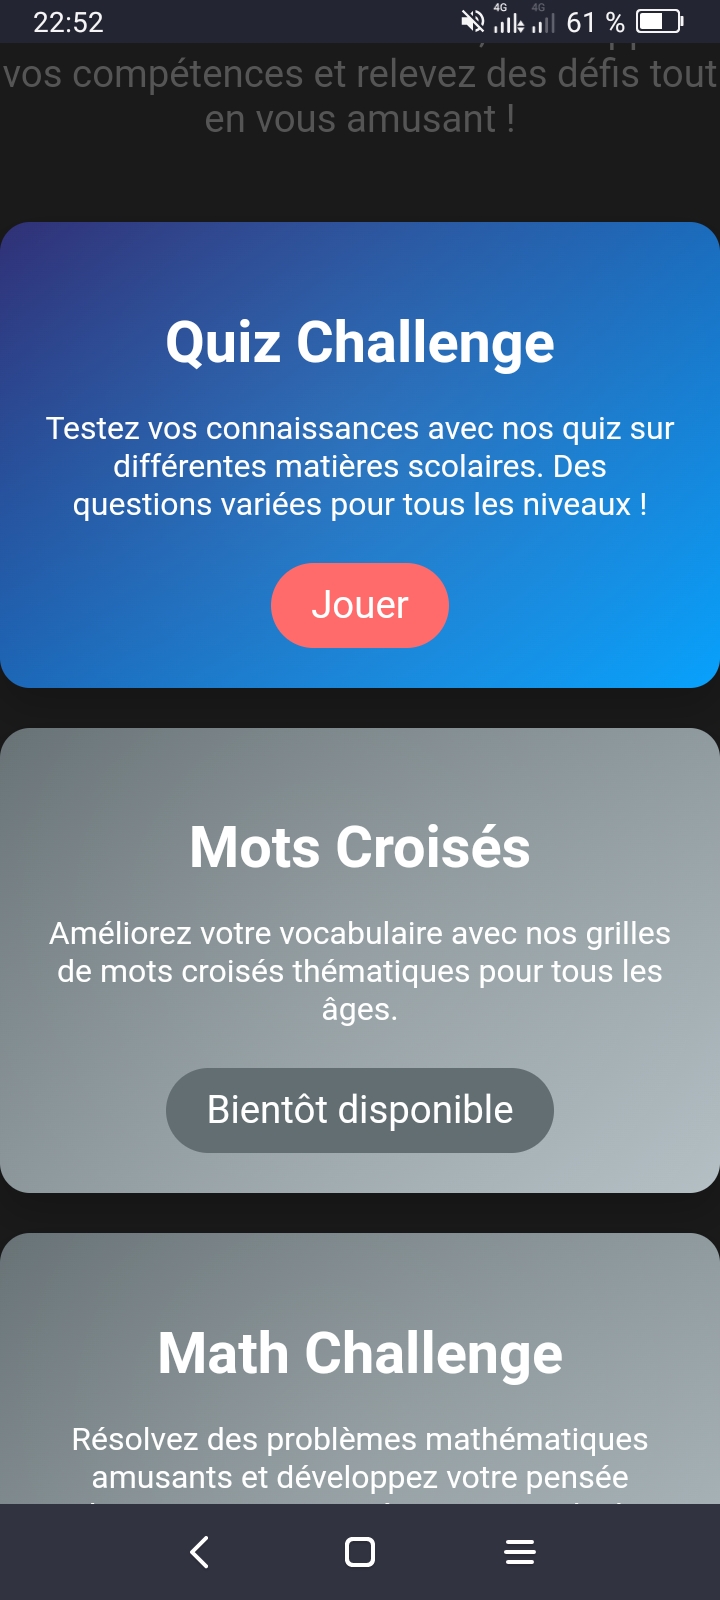 22:52
4G
4G
61 %
vos compétences et relevez des défis tout
en vous amusant !
Quiz Challenge
Testez vos connaissances avec nos quiz sur
différentes matières scolaires. Des
questions variées pour tous les niveaux !
Jouer
Mots Croisés
Améliorez votre vocabulaire avec nos grilles
de mots croisés thématiques pour tous les
âges.
Bientôt disponible
Math Challenge
Résolvez des problèmes mathématiques
amusants et développez votre pensée